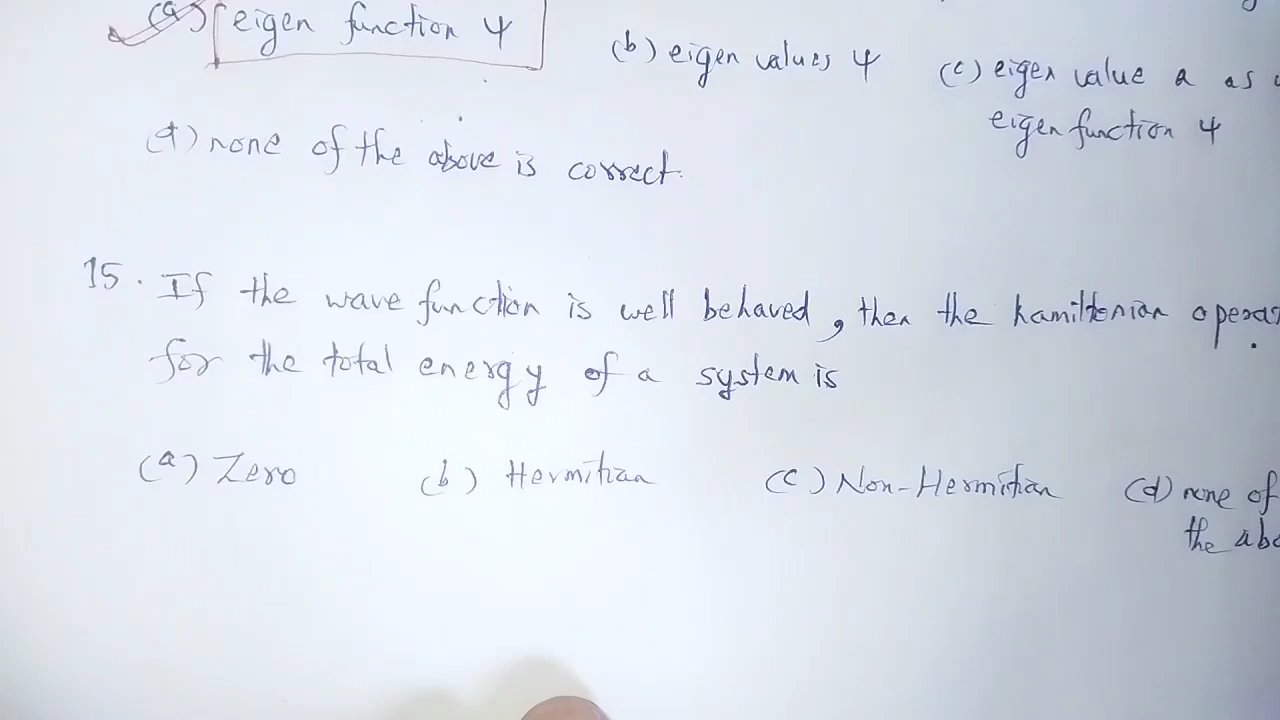 (a) eigen function ψ
(b) eigen values ψ
(c) eigen value a as
eigen function ψ
(d) none of the above is correct.
15. If the wave function is well behaved, then the hamiltonian
for the total energy of a system is
(a) Zero (b) Hermitian (c) Non-Hermitian (d) none of
the